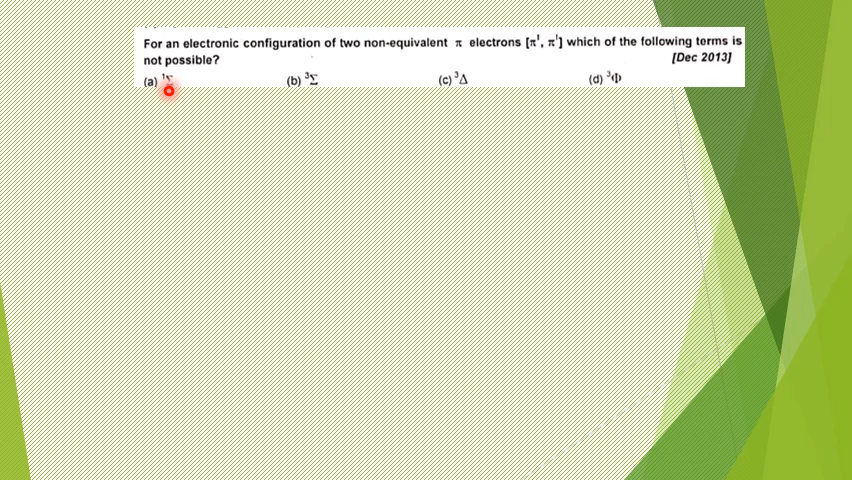 For an electronic configuration of two non-equivalent π electrons [π¹, π¹] which of the following terms is
not possible?
[Dec 2013]
(a) ¹Σ (b) ³Σ (c) ³Δ (d) ³Φ